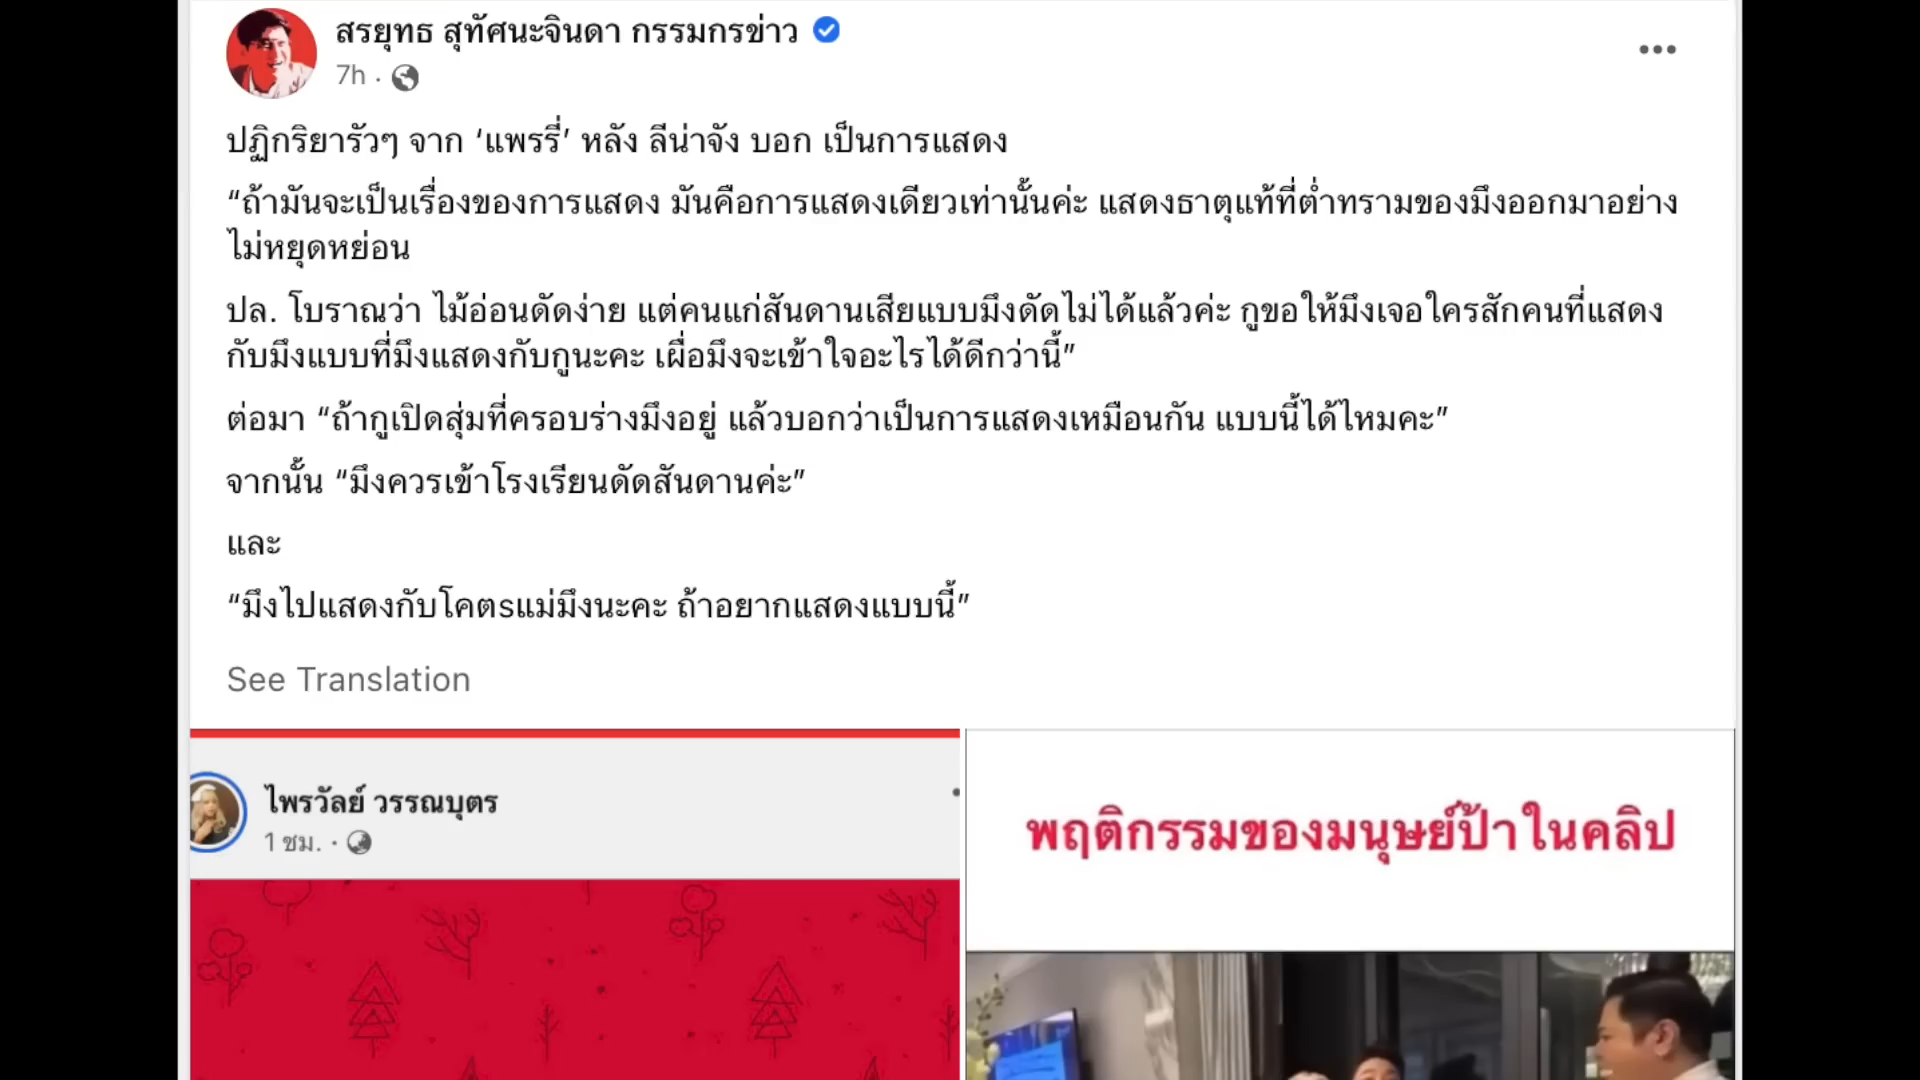 สรยุทธ สุทัศนะจินดา กรรมกรข่าว
7h ·
ปฏิกริยารัวๆ จาก ‘แพรรี่’ หลัง ลีน่าจัง บอก เป็นการแสดง
“ถ้ามันจะเป็นเรื่องของการแสดง มันคือการแสดงเดียวเท่านั้นค่ะ แสดงธาตุแท้ที่ต่ำทรามของมึงออกมาอย่าง
ไม่หยุดหย่อน
ปล. โบราณว่า ไม้อ่อนดัดง่าย แต่คนแก่สันดานเสียแบบมึงดัดไม่ได้แล้วค่ะ กูขอให้มึงเจอใครสักคนที่แสดง
กับมึงแบบที่มึงแสดงกับกูนะคะ เผื่อมึงจะเข้าใจอะไรได้ดีกว่านี้”
ต่อมา “ถ้ากูเปิดสุ่มที่ครอบร่างมึงอยู่ แล้วบอกว่าเป็นการแสดงเหมือนกัน แบบนี้ได้ไหมคะ”
จากนั้น “มึงควรเข้าโรงเรียนดัดสันดานค่ะ”
และ
“มึงไปแสดงกับโคตsแม่มึงนะคะ ถ้าอยากแสดงแบบนี้”
See Translation
ไพรวัลย์ วรรณบุตร
1 ชม. ·
พฤติกรรมของมนุษย์ป้าในคลิป